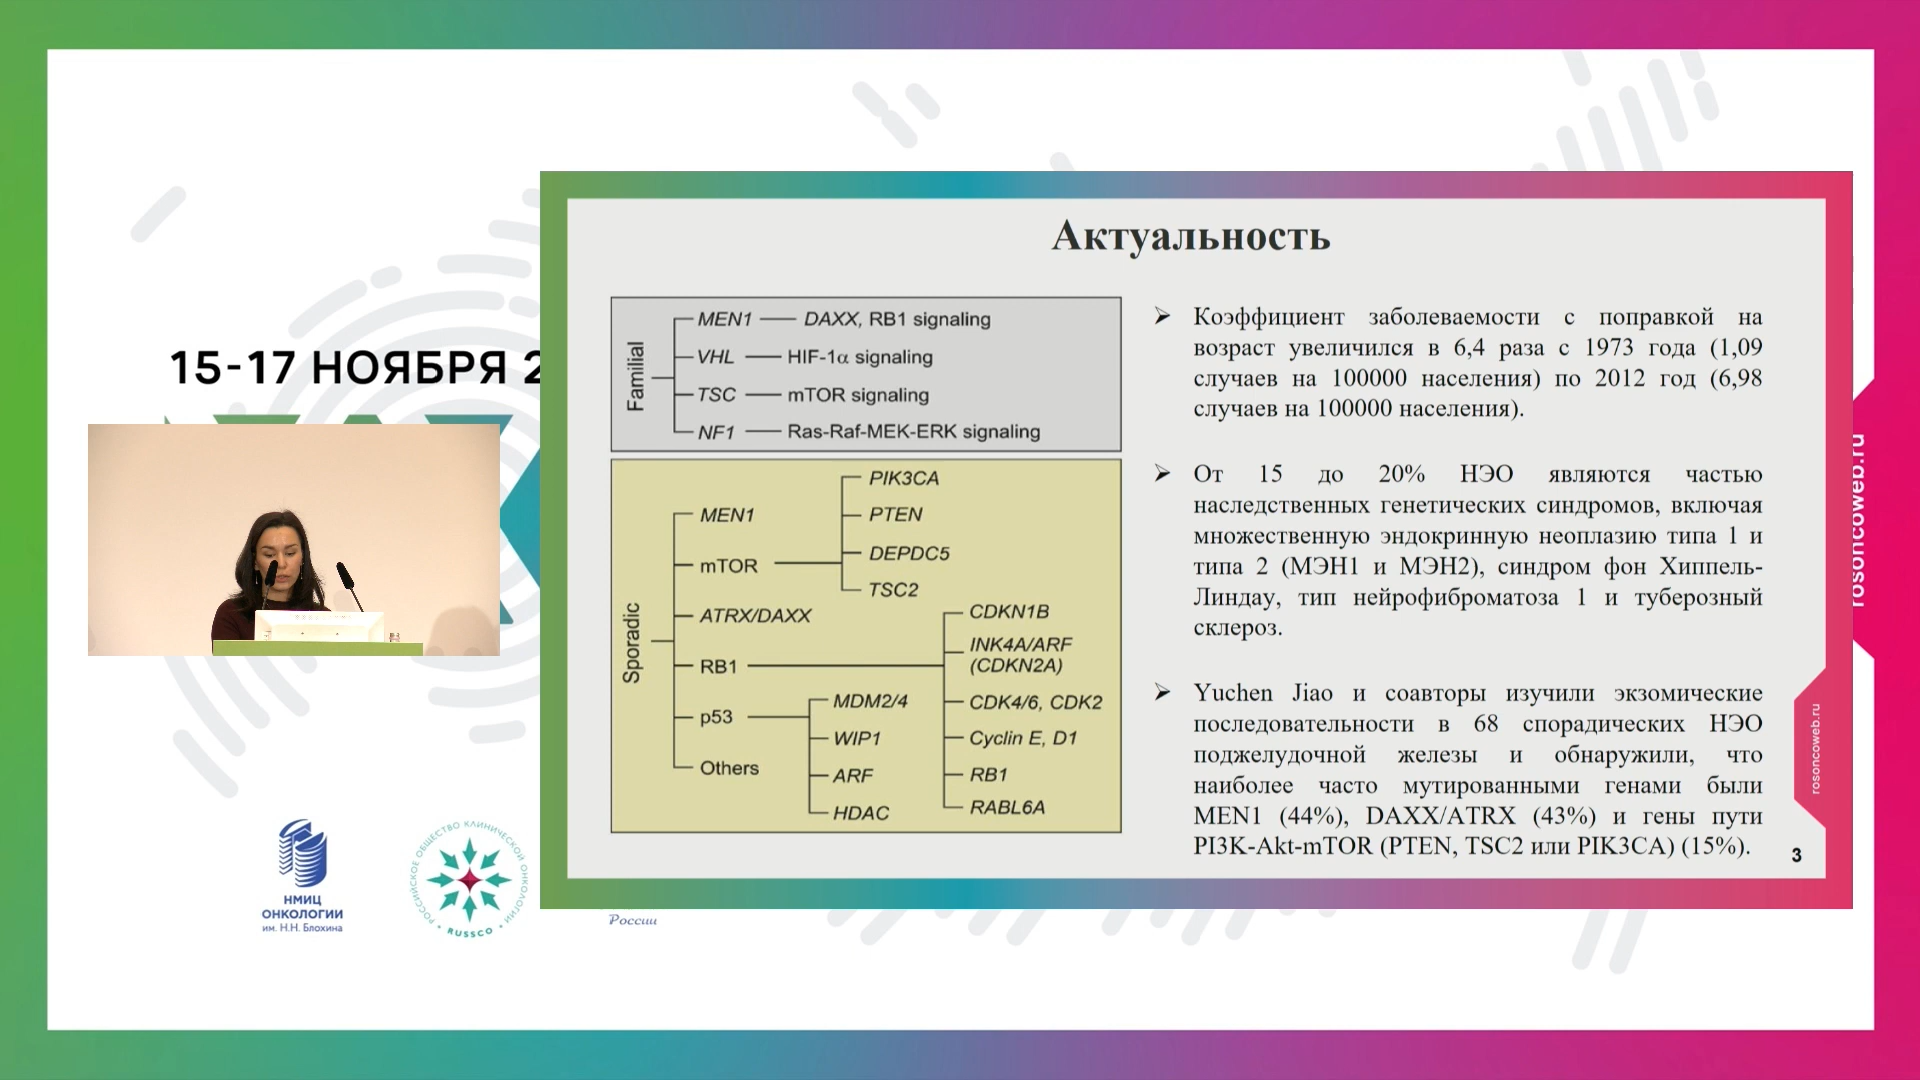 15-17 НОЯБРЯ 2
Актуальность
Familial
MEN1 DAXX, RB1 signaling
VHL HIF-1α signaling
TSC mTOR signaling
NF1 Ras-Raf-MEK-ERK signaling
Sporadic
MEN1
mTOR
ATRX/DAXX
RB1
p53
Others
PIK3CA
PTEN
DEPDC5
TSC2
MDM2/4
WIP1
ARF
HDAC
CDKN1B
INK4A/ARF
(CDKN2A)
CDK4/6, CDK2
Cyclin E, D1
RB1
RABL6A
Коэффициент заболеваемости с поправкой на
возраст увеличился в 6,4 раза с 1973 года (1,09
случаев на 100000 населения) по 2012 год (6,98
случаев на 100000 населения).
От 15 до 20% НЭО являются частью
наследственных генетических синдромов, включая
множественную эндокринную неоплазию типа 1 и
типа 2 (МЭН1 и МЭН2), синдром фон Хиппель-
Линдау, тип нейрофиброматоза 1 и туберозный
склероз.
Yuchen Jiao и соавторы изучили экзомические
последовательности в 68 спорадических НЭО
поджелудочной железы и обнаружили, что
наиболее часто мутированными генами были
MEN1 (44%), DAXX/ATRX (43%) и гены пути
PI3K-Akt-mTOR (PTEN, TSC2 или PIK3CA) (15%).
3
rosoncoweb.ru
rosoncoweb.ru
НМИЦ
ОНКОЛОГИИ
им. Н.Н. Блохина
РОССИЙСКОЕ ОБЩЕСТВО КЛИНИЧЕСКОЙ ОНКОЛОГИИ
RUSSCO
России